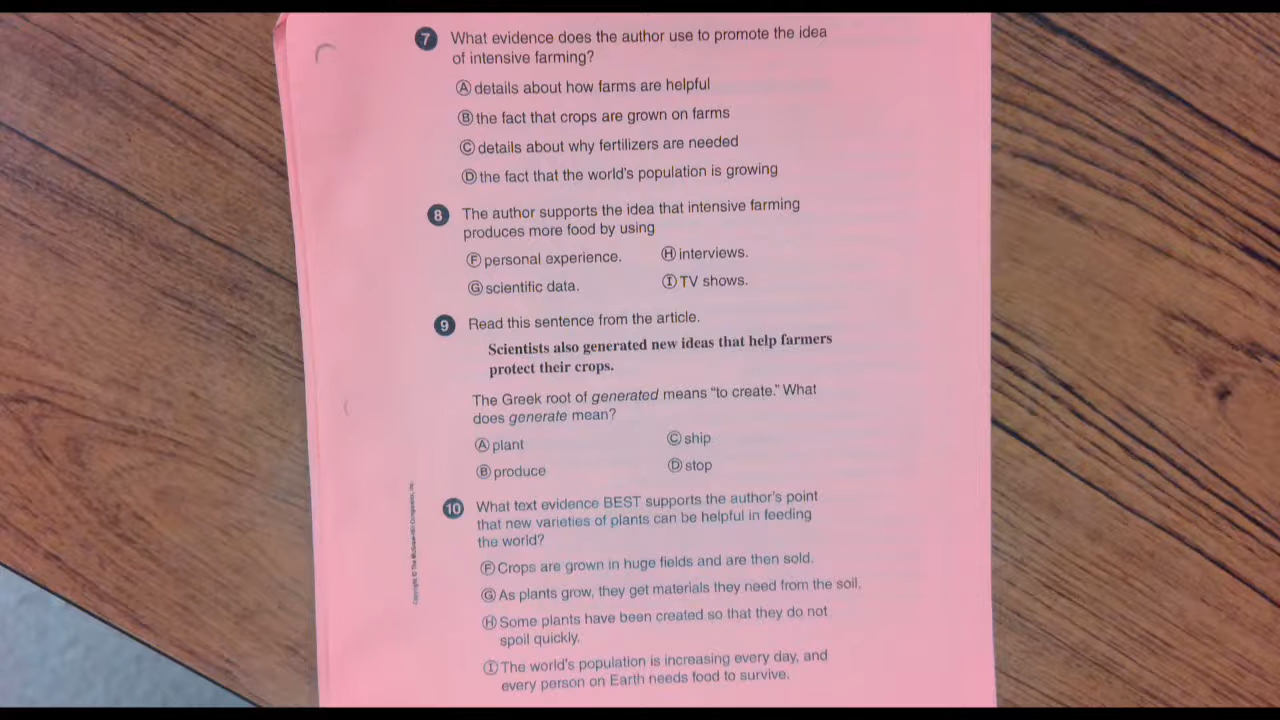 7 What evidence does the author use to promote the idea
of intensive farming?
Ⓐ details about how farms are helpful
Ⓑ the fact that crops are grown on farms
Ⓒ details about why fertilizers are needed
Ⓓ the fact that the world's population is growing
8 The author supports the idea that intensive farming
produces more food by using
Ⓕ personal experience. Ⓗ interviews.
Ⓖ scientific data. Ⓘ TV shows.
9 Read this sentence from the article.
Scientists also generated new ideas that help farmers
protect their crops.
The Greek root of generated means "to create." What
does generate mean?
Ⓐ plant Ⓒ ship
Ⓑ produce Ⓓ stop
10 What text evidence BEST supports the author's point
that new varieties of plants can be helpful in feeding
the world?
Ⓕ Crops are grown in huge fields and are then sold.
Ⓖ As plants grow, they get materials they need from the soil.
Ⓗ Some plants have been created so that they do not
spoil quickly.
Ⓘ The world's population is increasing every day, and
every person on Earth needs food to survive.
Copyright © The McGraw-Hill Companies, Inc.